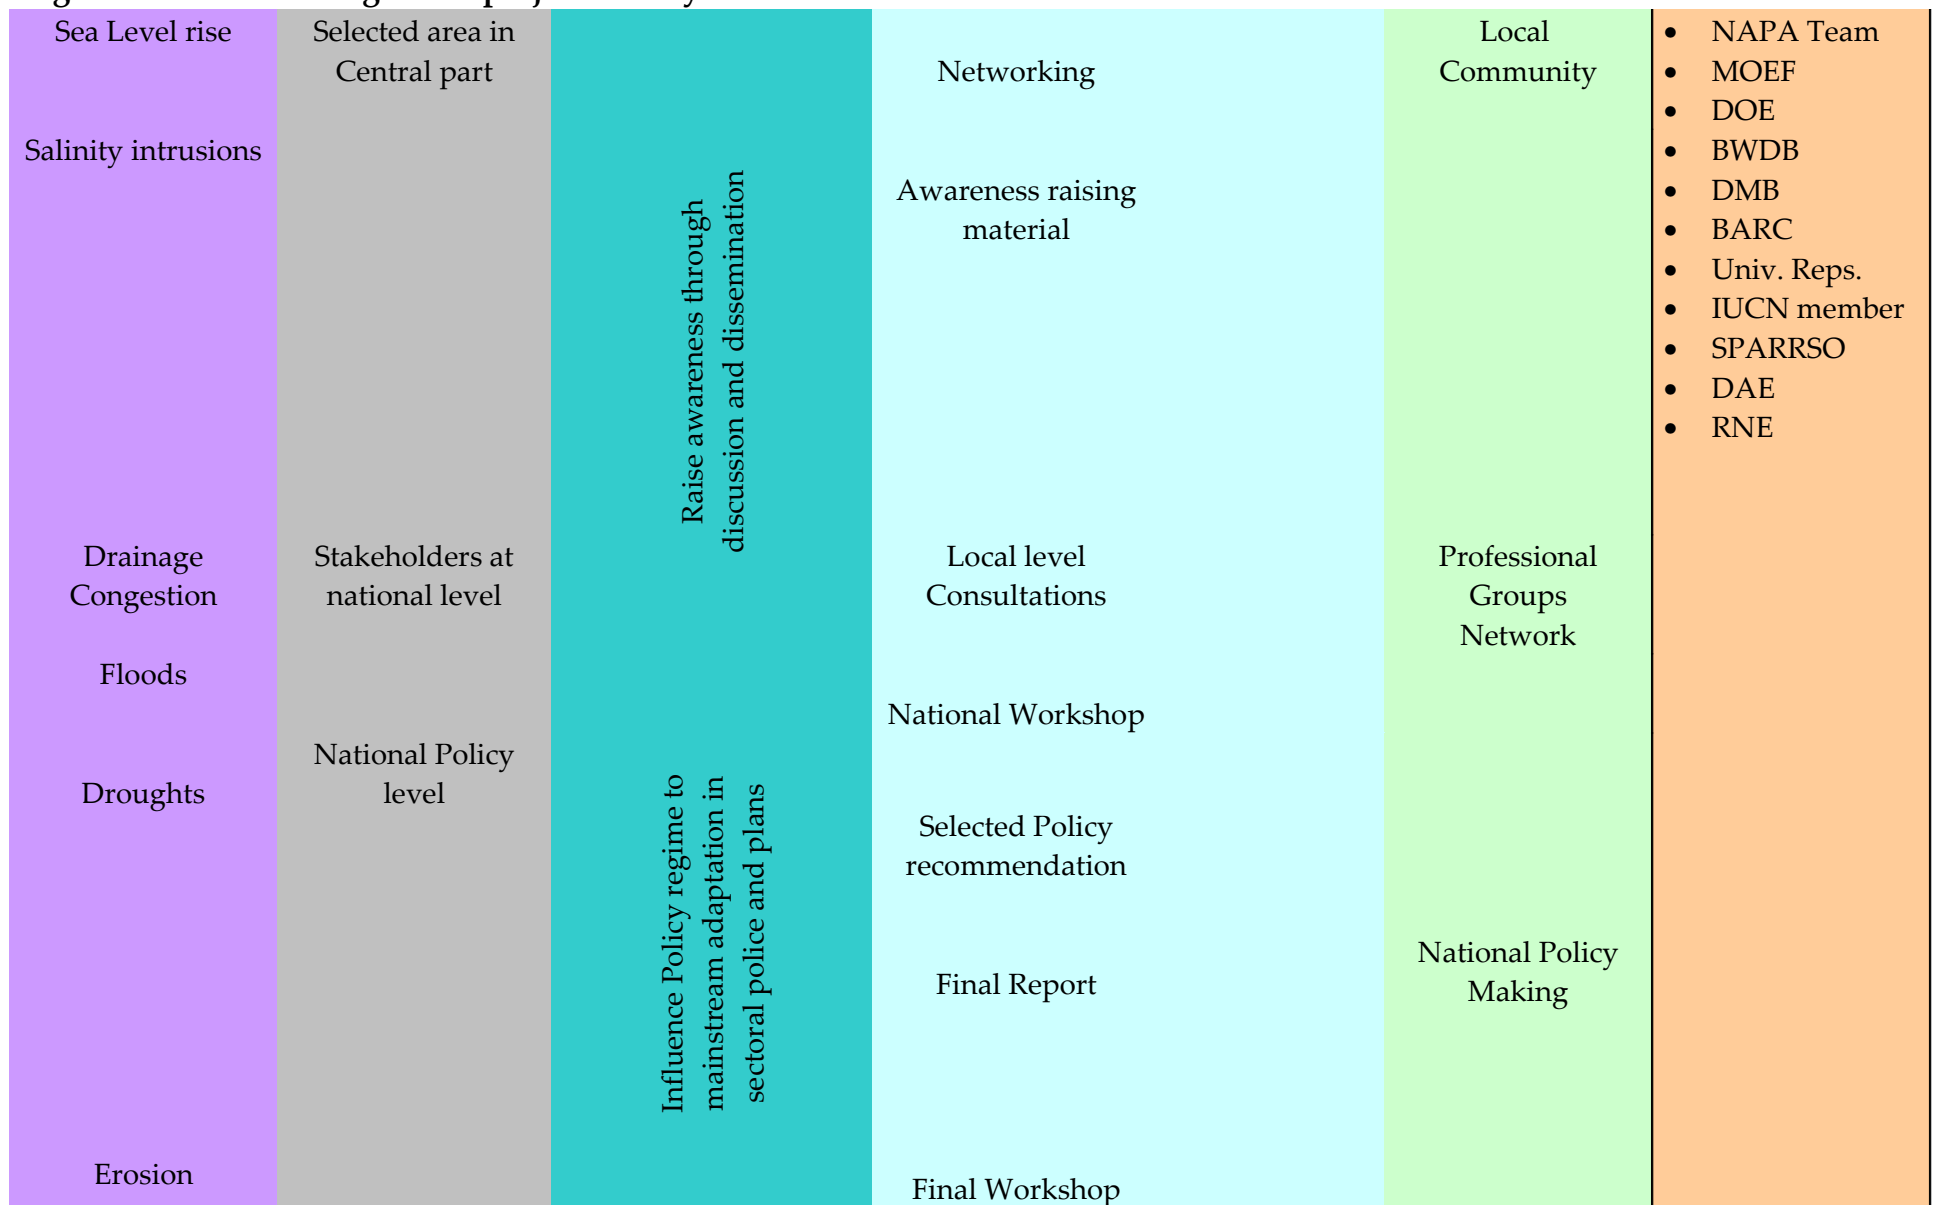 Sea Level rise
Salinity intrusions
Drainage
Congestion
Floods
Droughts
Erosion
Selected area in
Central part
Stakeholders at
national level
National Policy
level
Raise awareness through
discussion and dissemination
Influence Policy regime to
mainstream adaptation in
sectoral police and plans
Networking
Awareness raising
material
Local level
Consultations
National Workshop
Selected Policy
recommendation
Final Report
Final Workshop
Local
Community
Professional
Groups
Network
National Policy
Making
• NAPA Team
• MOEF
• DOE
• BWDB
• DMB
• BARC
• Univ. Reps.
• IUCN member
• SPARRSO
• DAE
• RNE